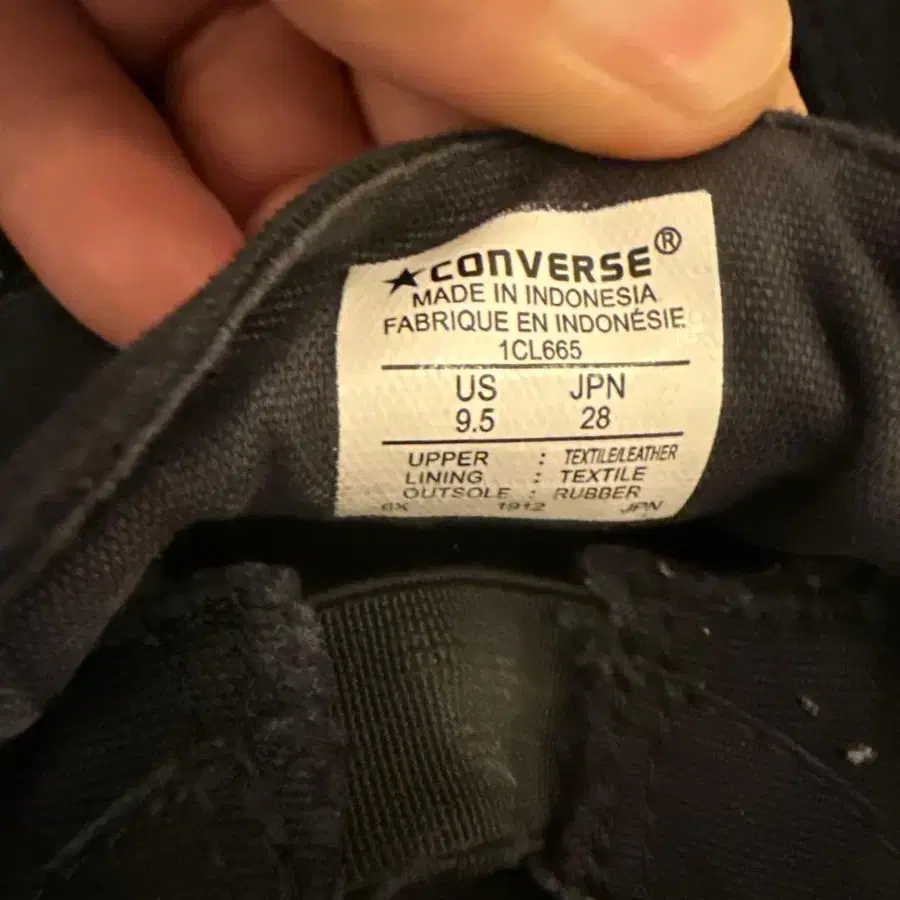 ★CONVERSE®
MADE IN INDONESIA
FABRIQUE EN INDONÉSIE
1CL665
US JPN
9.5 28
UPPER : TEXTILE/LEATHER
LINING : TEXTILE
OUTSOLE : RUBBER
6X 1912 JPN